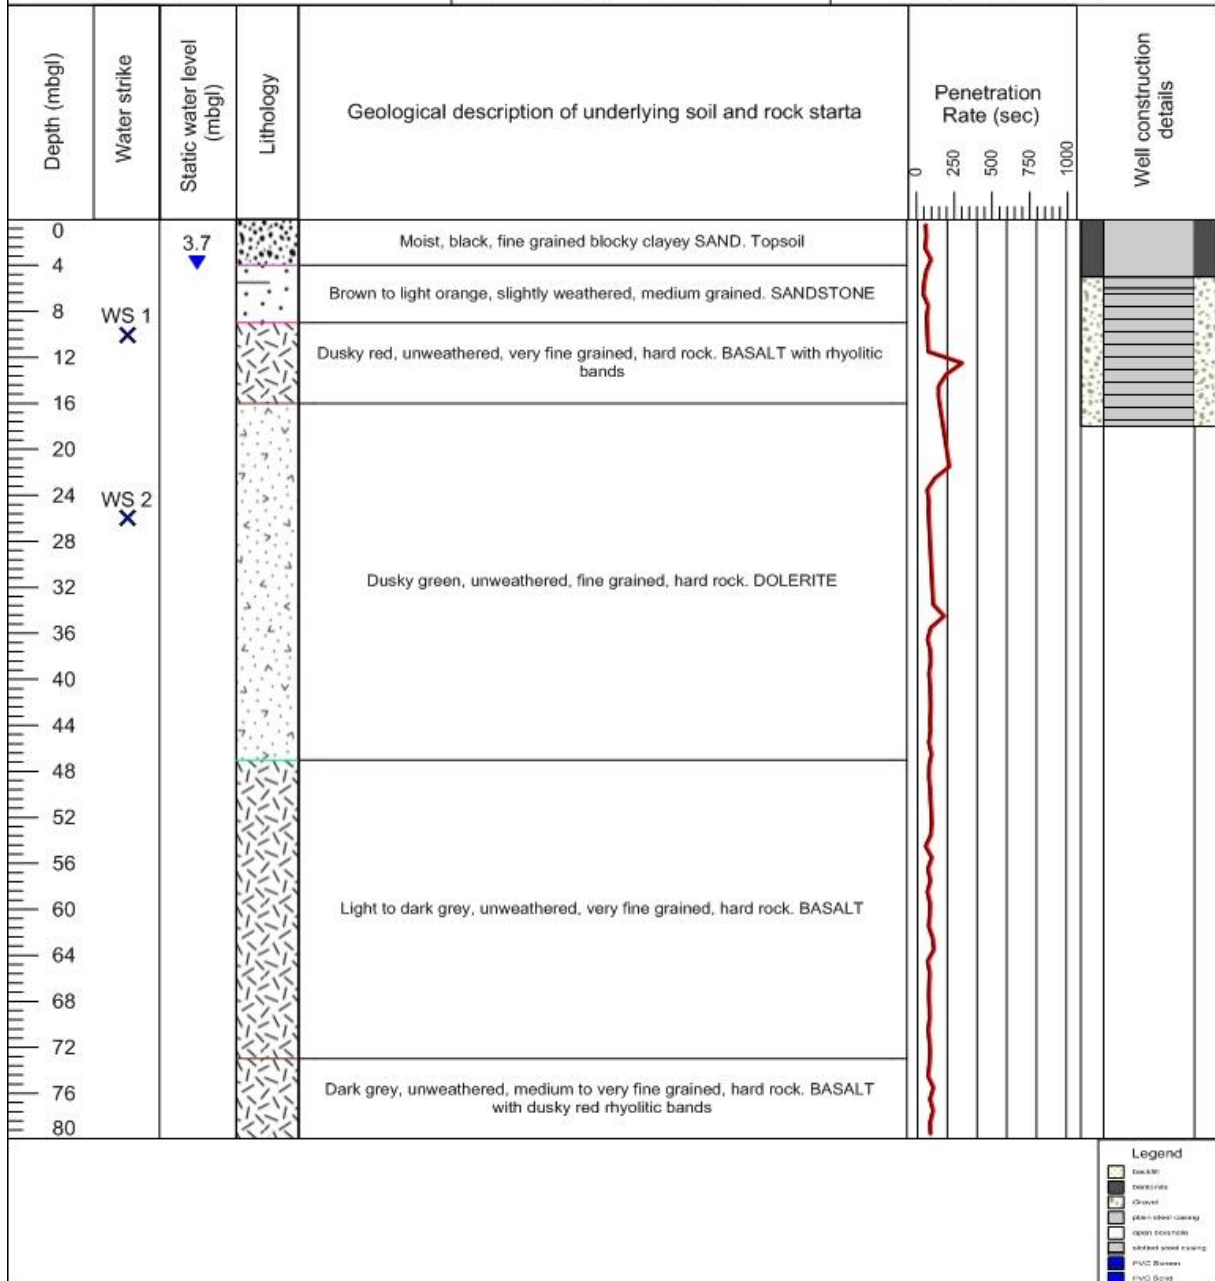 Depth (mbgl)
Water strike
Static water level
(mbgl)
Lithology
Geological description of underlying soil and rock starta
Penetration
Rate (sec)
0
250
500
750
1000
Well construction
details
0
4
8
12
16
20
24
28
32
36
40
44
48
52
56
60
64
68
72
76
80
WS 1
WS 2
3.7
Moist, black, fine grained blocky clayey SAND. Topsoil
Brown to light orange, slightly weathered, medium grained. SANDSTONE
Dusky red, unweathered, very fine grained, hard rock. BASALT with rhyolitic
bands
Dusky green, unweathered, fine grained, hard rock. DOLERITE
Light to dark grey, unweathered, very fine grained, hard rock. BASALT
Dark grey, unweathered, medium to very fine grained, hard rock. BASALT
with dusky red rhyolitic bands
Legend
backfill
bentonite
Gravel
plain steel casing
open borehole
slotted steel casing
PVC Screen
PVC Solid